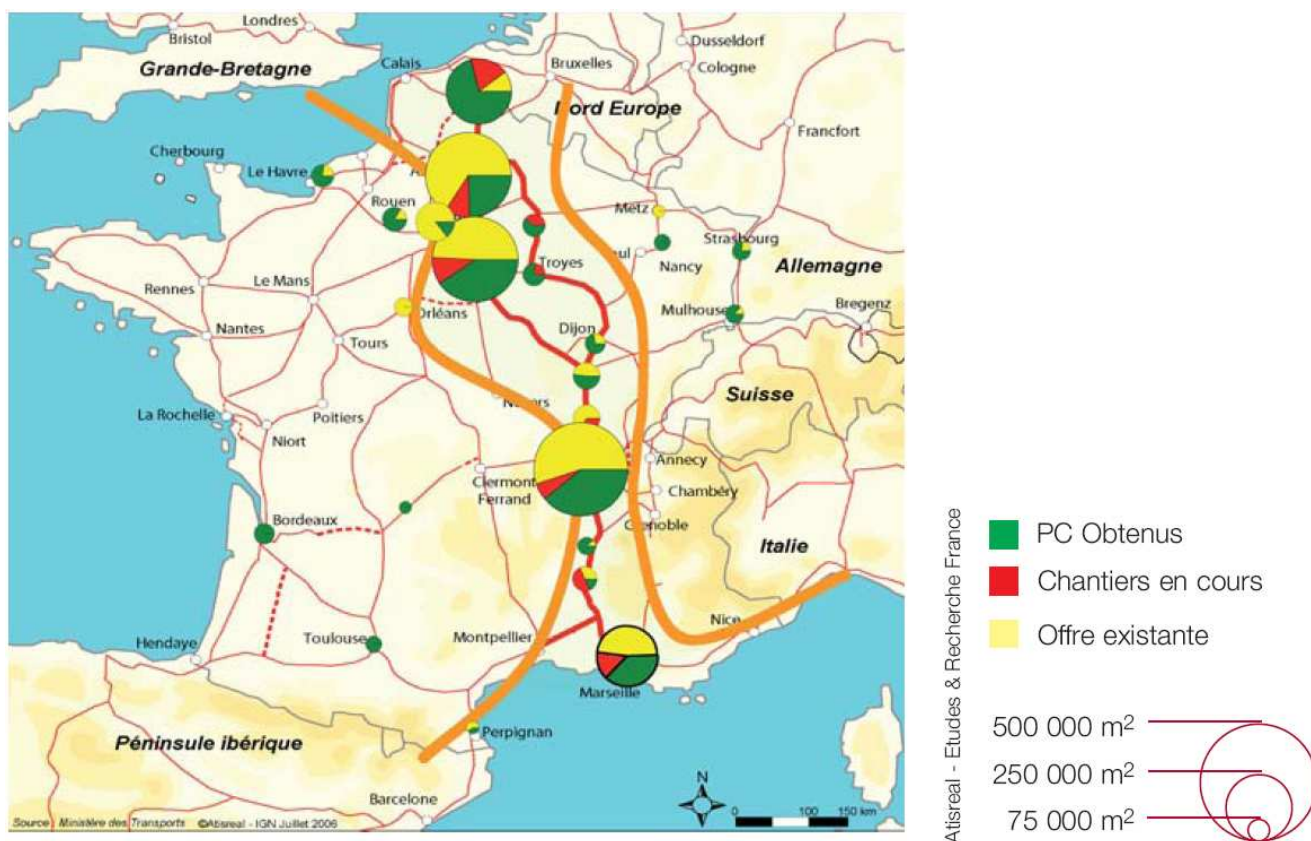 Londres
Bristol
Grande-Bretagne
Calais
Bruxelles
Dusseldorf
Cologne
Nord Europe
Francfort
Cherbourg
Le Havre
Rouen
Metz
Strasbourg
Nancy
Troyes
Allemagne
Rennes
Le Mans
Orléans
Mulhouse
Bregenz
Nantes
Tours
Dijon
Suisse
La Rochelle
Poitiers
Niort
Annecy
Clermont
Ferrand
Chambéry
Grenoble
Bordeaux
Italie
Nice
Montpellier
Toulouse
Hendaye
Marseille
Perpignan
Péninsule ibérique
Barcelone
N
0 75 150 km
Source : Ministère des Transports ©Atisreal - IGN Juillet 2006
Atisreal - Etudes & Recherche France
PC Obtenus
Chantiers en cours
Offre existante
500 000 m²
250 000 m²
75 000 m²